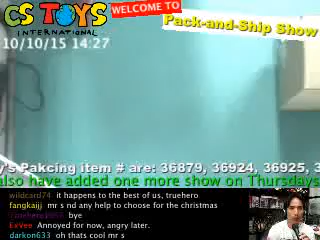 CS TOYS
INTERNATIONAL
WELCOME TO
Pack-and-Ship Show
10/10/15 14:27
y's Pakcing item # are: 36879, 36924, 36925, 3
also have added one more show on Thursdays
wildcard74 it happens to the best of us, truehero
fangkaijj mr s nd any help to choose for the christmas
bye
ExVee Annoyed for now, angry later.
darkon633 oh thats cool mr s